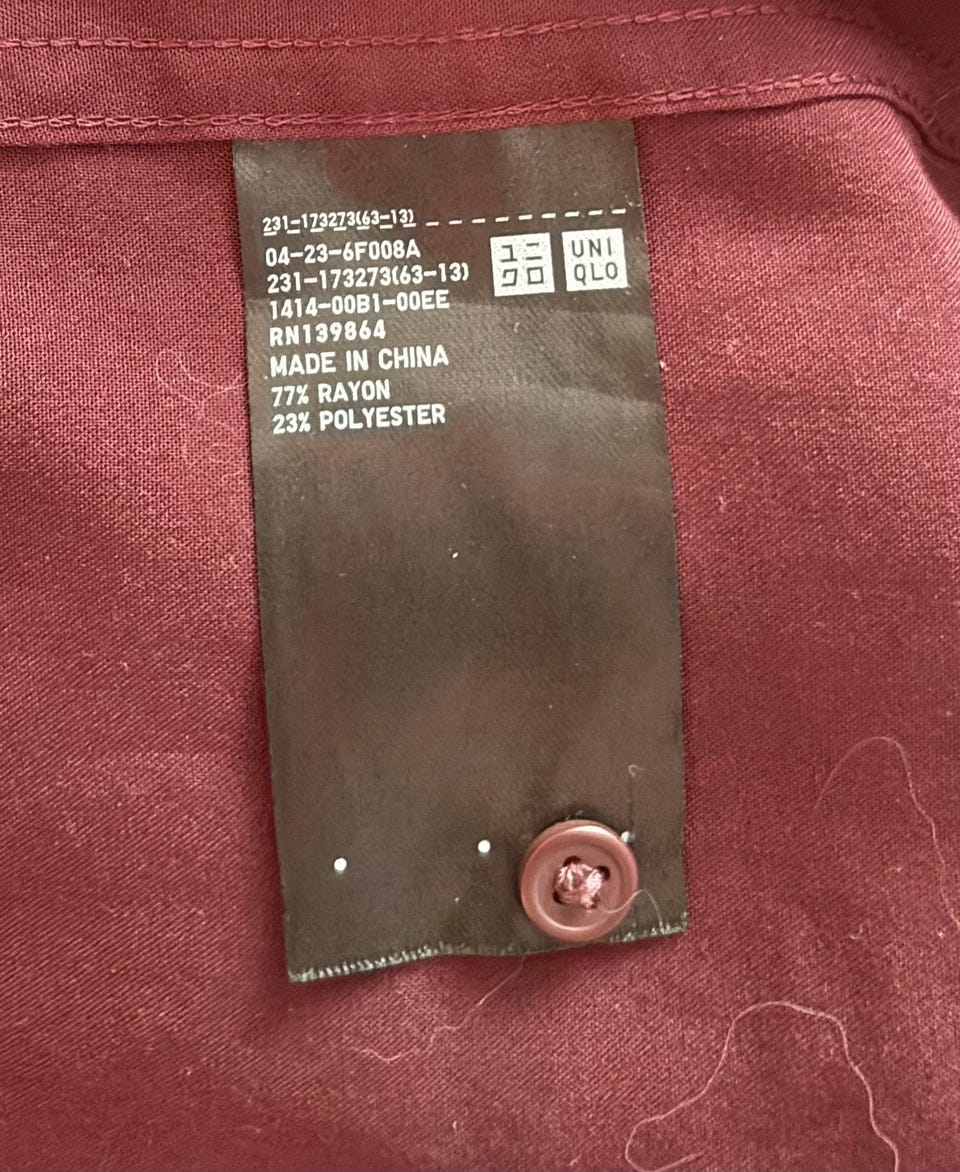 231-173273(63-13)
04-23-6F008A
231-173273(63-13)
1414-00B1-00EE
RN139864
MADE IN CHINA
77% RAYON
23% POLYESTER
ユニ
クロ
UNI
QLO